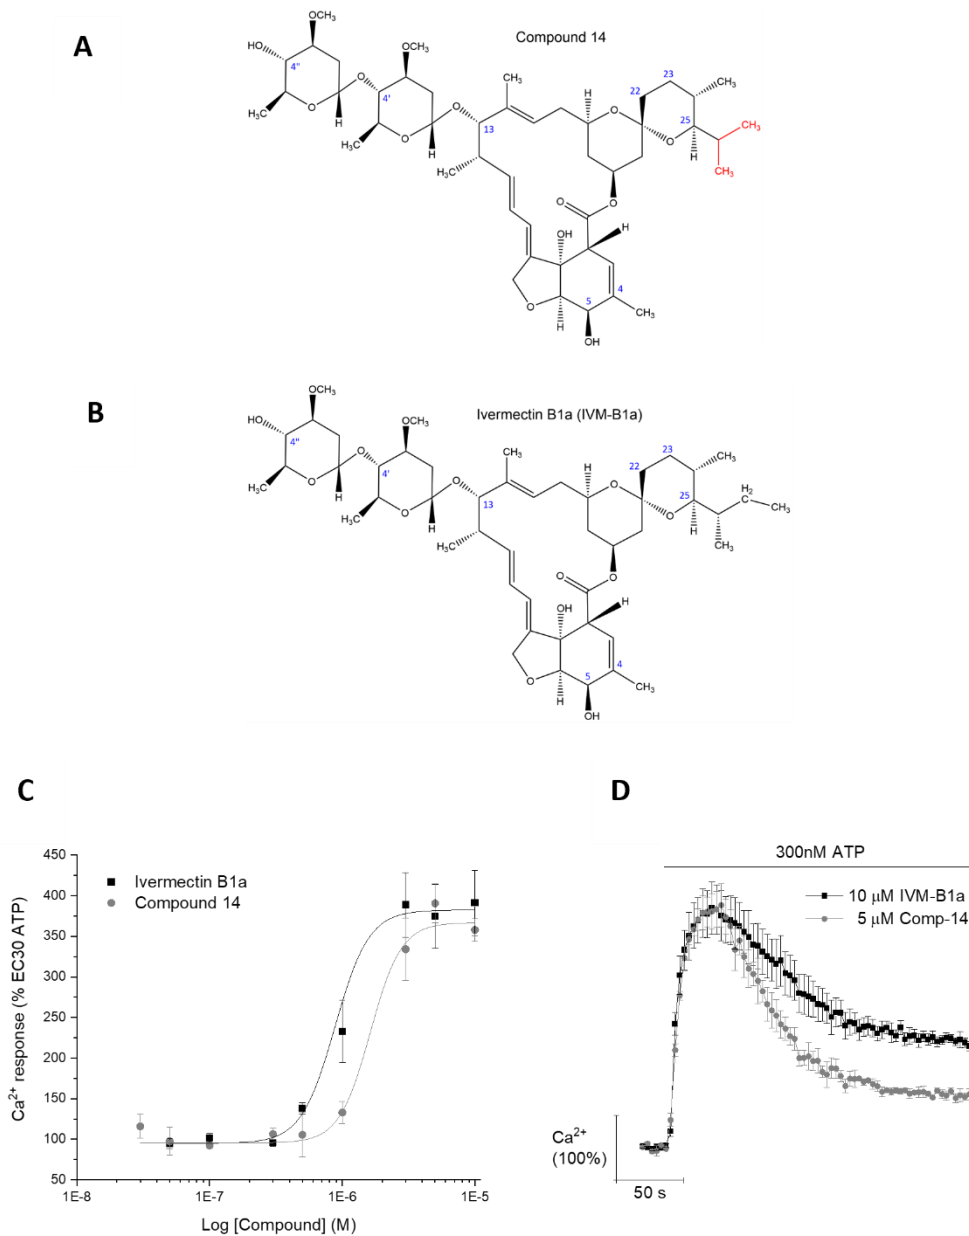 A
Compound 14
OCH₃
HO
4"
O
CH₃
O
H
OCH₃
4'
O
CH₃
O
H
13
H₃C
CH₃
H
O
22
23
CH₃
25
O
H
CH₃
CH₃
O
O
OH
H
O
H
5
4
CH₃
OH
B
Ivermectin B1a (IVM-B1a)
OCH₃
HO
4"
O
CH₃
O
H
OCH₃
4'
O
CH₃
O
H
13
H₃C
CH₃
H
O
22
23
CH₃
25
O
H
H₂
C
CH₃
CH₃
O
O
OH
H
O
H
5
4
CH₃
OH
C
Ca²⁺ response (% EC30 ATP)
450
400
350
300
250
200
150
100
50
Ivermectin B1a
Compound 14
1E-8
1E-7
1E-6
1E-5
Log [Compound] (M)
D
300nM ATP
10 μM IVM-B1a
5 μM Comp-14
Ca²⁺
(100%)
50 s